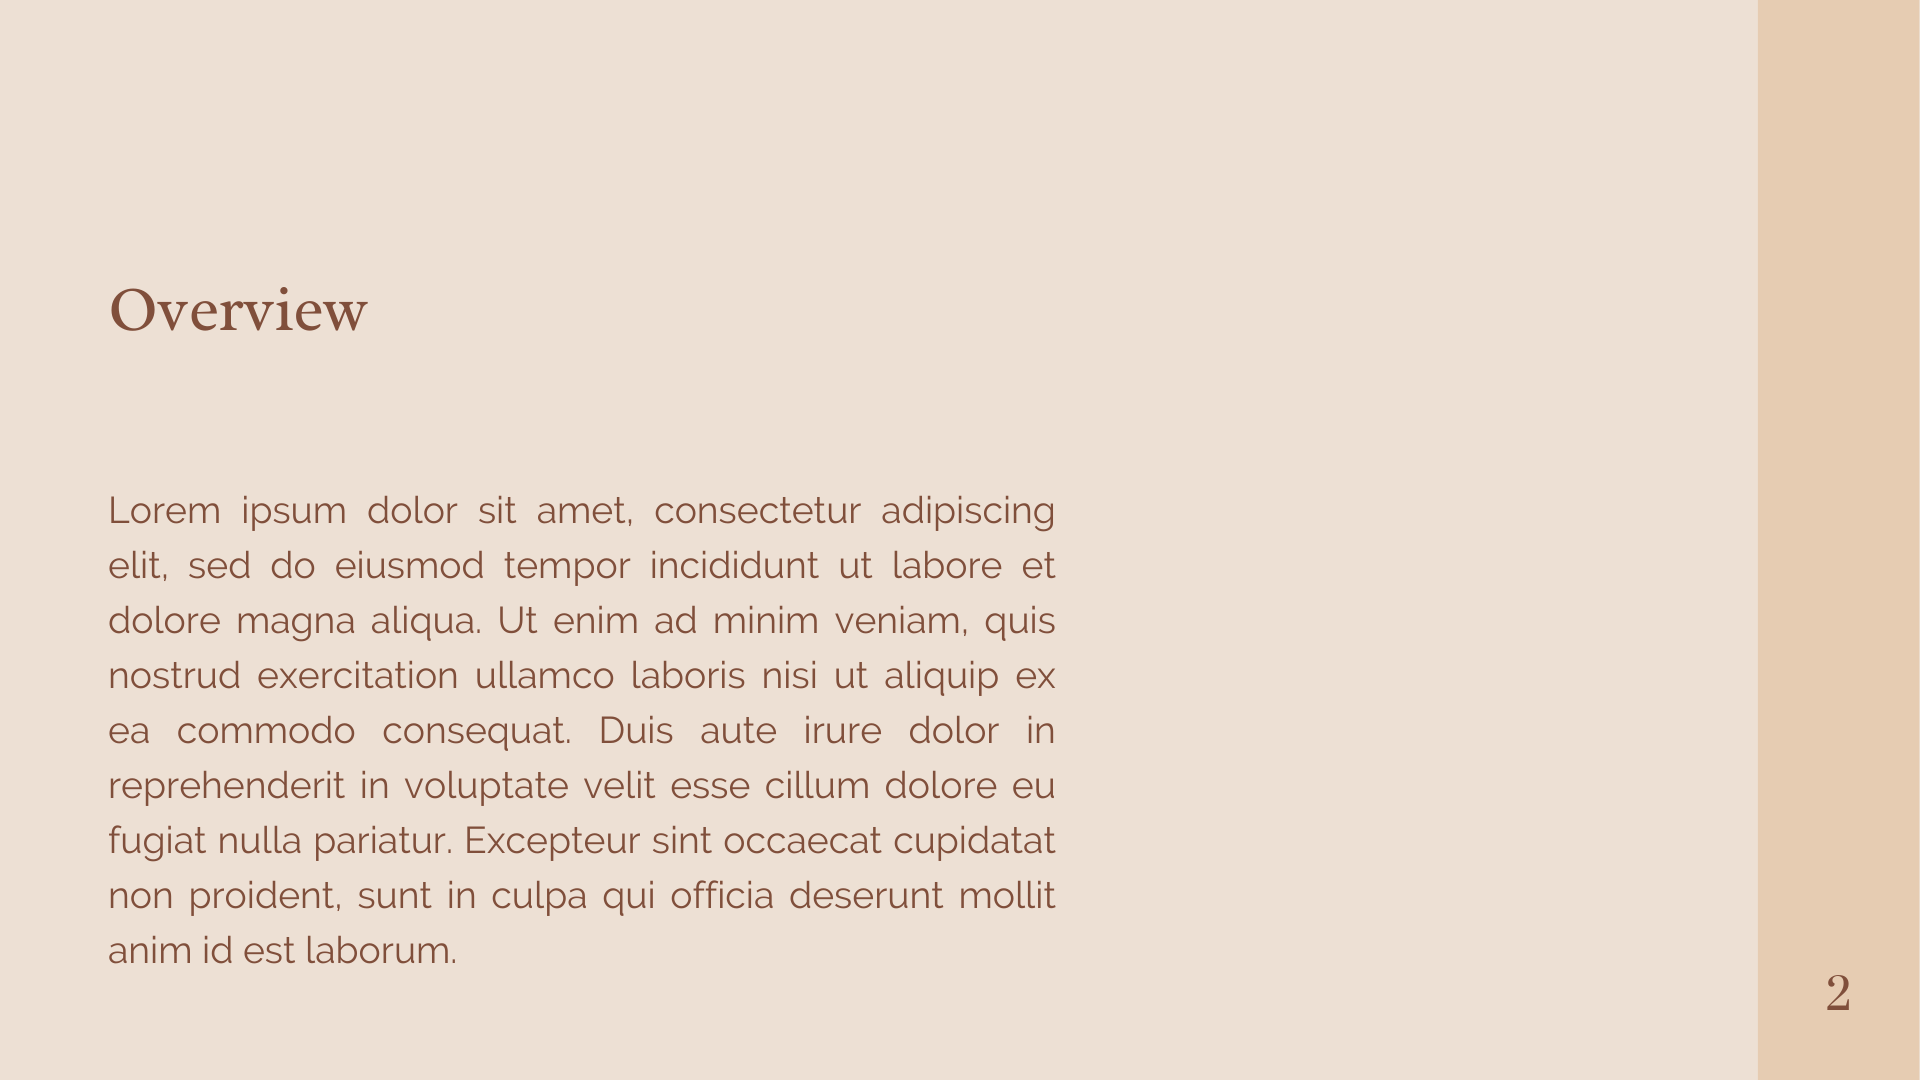 Overview
Lorem ipsum dolor sit amet, consectetur adipiscing
elit, sed do eiusmod tempor incididunt ut labore et
dolore magna aliqua. Ut enim ad minim veniam, quis
nostrud exercitation ullamco laboris nisi ut aliquip ex
ea commodo consequat. Duis aute irure dolor in
reprehenderit in voluptate velit esse cillum dolore eu
fugiat nulla pariatur. Excepteur sint occaecat cupidatat
non proident, sunt in culpa qui officia deserunt mollit
anim id est laborum.
2